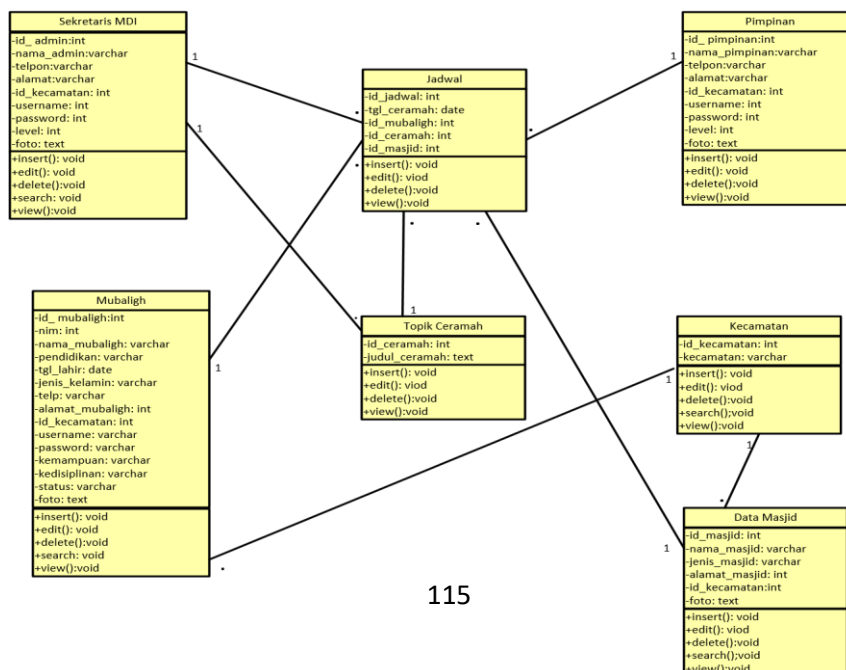 Sekretaris MDI
-id_ admin:int
-nama_admin:varchar
-telpon:varchar
-alamat:varchar
-id_kecamatan: int
-username: int
-password: int
-level: int
-foto: text
+insert(): void
+edit(): void
+delete():void
+search: void
+view():void
1
1
Jadwal
-id_jadwal: int
-tgl_ceramah: date
-id_mubaligh: int
-id_ceramah: int
-id_masjid: int
+insert(): void
+edit(): viod
+delete():void
+view():void
Pimpinan
-id_ pimpinan:int
-nama_pimpinan:varchar
-telpon:varchar
-alamat:varchar
-id_kecamatan: int
-username: int
-password: int
-level: int
-foto: text
+insert(): void
+edit(): void
+delete():void
+view():void
1
Mubaligh
-id_ mubaligh:int
-nim: int
-nama_mubaligh: varchar
-pendidikan: varchar
-tgl_lahir: date
-jenis_kelamin: varchar
-telp: varchar
-alamat_mubaligh: int
-id_kecamatan: int
-username: varchar
-password: varchar
-kemampuan: varchar
-kedisiplinan: varchar
-status: varchar
-foto: text
+insert(): void
+edit(): void
+delete():void
+search: void
+view():void
1
1
Topik Ceramah
-id_ceramah: int
-judul_ceramah: text
+insert(): void
+edit(): viod
+delete():void
+view():void
Kecamatan
-id_kecamatan: int
-kecamatan: varchar
+insert(): void
+edit(): viod
+delete():void
+search();void
+view():void
1
1
1
Data Masjid
-id_masjid: int
-nama_masjid: varchar
-jenis_masjid: varchar
-alamat_masjid: int
-id_kecamatan:int
-foto: text
+insert(): void
+edit(): viod
+delete():void
+search();void
+view():void
115